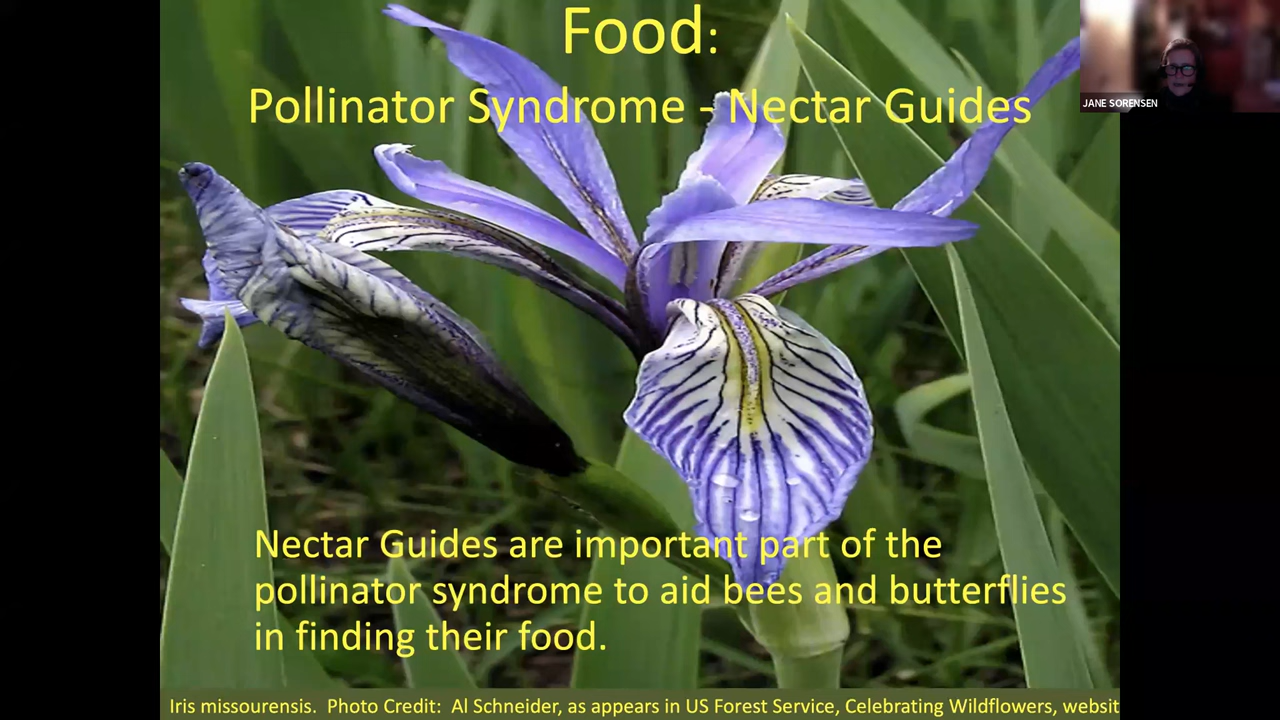 Food:
Pollinator Syndrome - Nectar Guides
JANE SORENSEN
Nectar Guides are important part of the
pollinator syndrome to aid bees and butterflies
in finding their food.
Iris missourensis.  Photo Credit:  Al Schneider, as appears in US Forest Service, Celebrating Wildflowers, websit